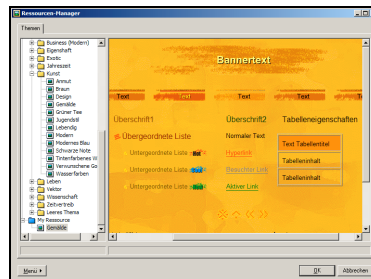 Ressourcen-Manager
Themen
Business (Modern)
Eigenschaft
Exotic
Jahreszeit
Kunst
Anmut
Braun
Design
Gemälde
Grüner Tee
Jugendstil
Lebendig
Modern
Modernes Blau
Schwarze Note
Tintenfarbenes W
Verwunschene Go
Wasserfarben
Leben
Vektor
Wissenschaft
Zeitvertreib
Leeres Thema
My Ressource
Gemälde
Bannertext
Text Text Text Text
Überschrift1 Überschrift2 Tabelleneigenschaften
Übergeordnete Liste Normaler Text
Untergeordnete Liste Hyperlink
Untergeordnete Liste Besuchter Link
Untergeordnete Liste Aktiver Link
Text Tabellentitel
Tabelleninhalt
Tabelleninhalt
Menü OK Abbrechen